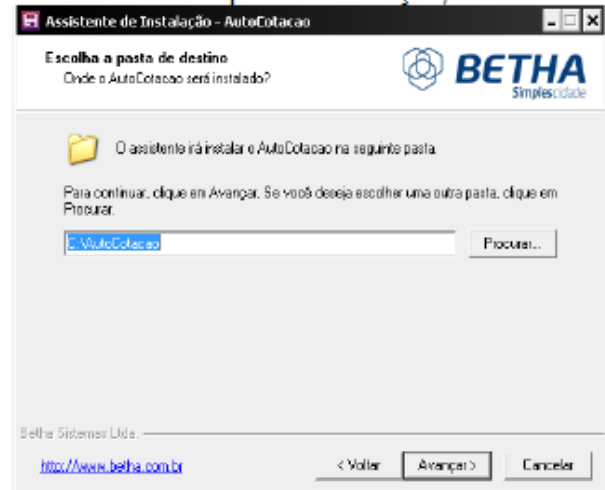 Assistente de Instalação - AutoCotacao
Escolha a pasta de destino
Onde o AutoCotacao será instalado?
BETHA
Simplescidade
O assistente irá instalar o AutoCotacao na seguinte pasta.
Para continuar, clique em Avançar. Se você deseja escolher uma outra pasta, clique em
Procurar.
C:\AutoCotacao
Procurar...
Betha Sistemas Ltda.
http://www.betha.com.br
< Voltar
Avançar >
Cancelar